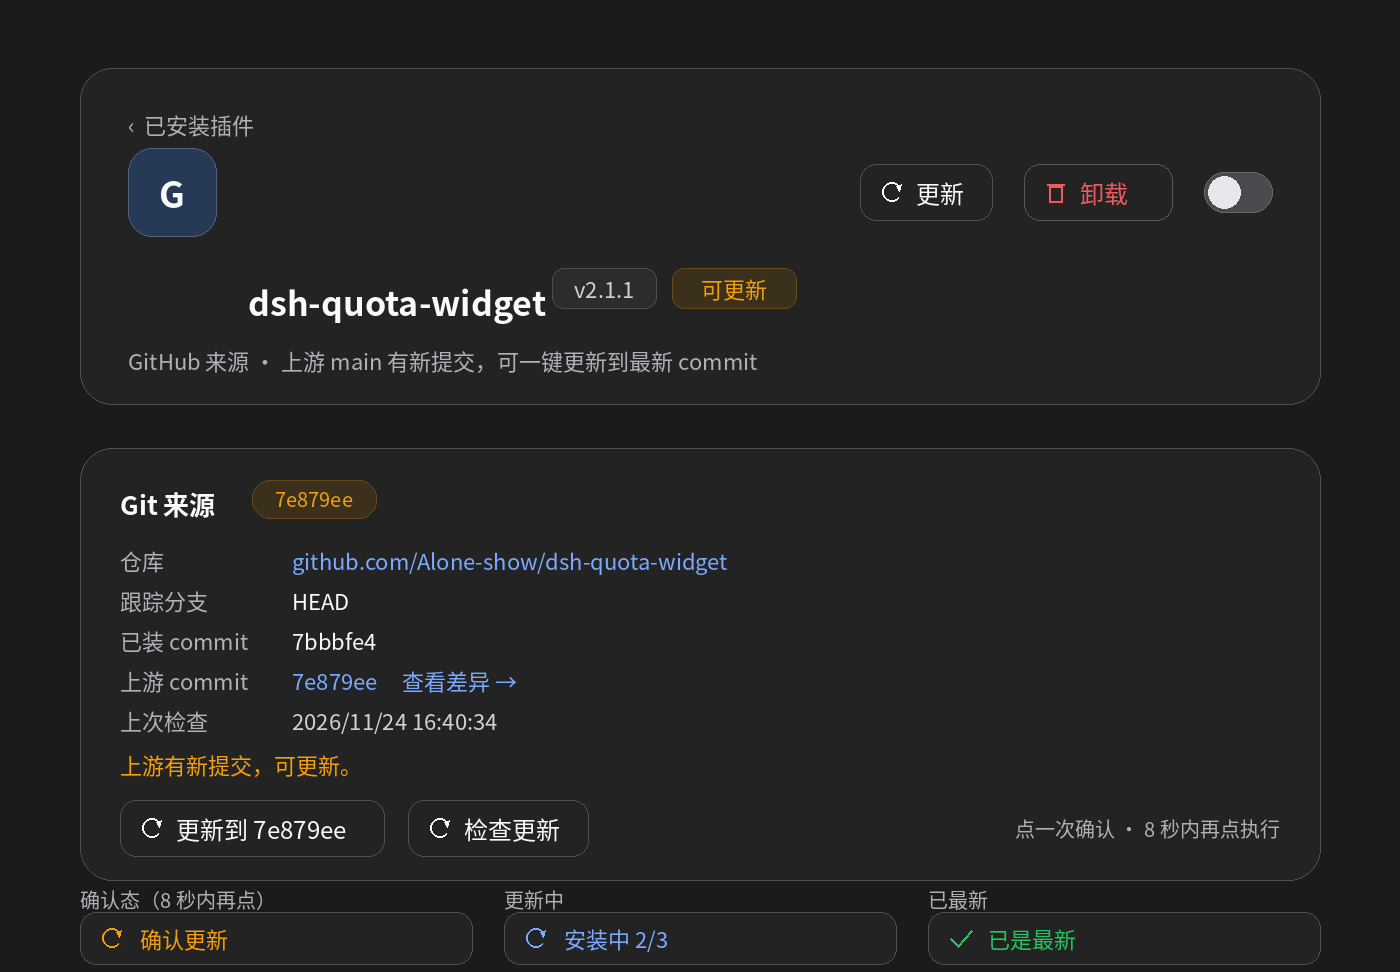 ‹ 已安装插件
G
更新
卸载
dsh-quota-widget v2.1.1 可更新
GitHub 来源 · 上游 main 有新提交，可一键更新到最新 commit
Git 来源 7e879ee
仓库 github.com/Alone-show/dsh-quota-widget
跟踪分支 HEAD
已装 commit 7bbbfe4
上游 commit 7e879ee 查看差异 →
上次检查 2026/11/24 16:40:34
上游有新提交，可更新。
更新到 7e879ee 检查更新 点一次确认 · 8 秒内再点执行
确认态（8 秒内再点） 更新中 已最新
确认更新 安装中 2/3 已是最新